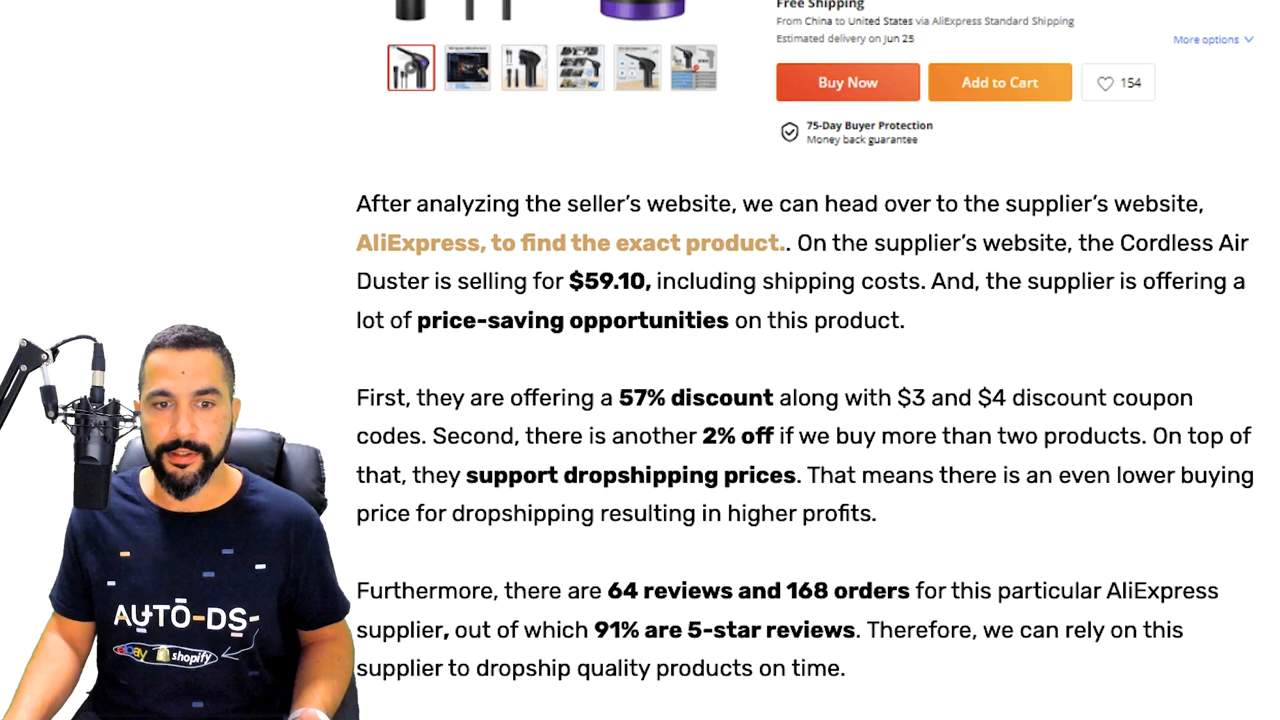 Free Shipping
From China to United States via AliExpress Standard Shipping
Estimated delivery on Jun 25
More options
Buy Now
Add to Cart
154
75-Day Buyer Protection
Money back guarantee
After analyzing the seller’s website, we can head over to the supplier’s website,
AliExpress, to find the exact product.. On the supplier’s website, the Cordless Air
Duster is selling for $59.10, including shipping costs. And, the supplier is offering a
lot of price-saving opportunities on this product.
First, they are offering a 57% discount along with $3 and $4 discount coupon
codes. Second, there is another 2% off if we buy more than two products. On top of
that, they support dropshipping prices. That means there is an even lower buying
price for dropshipping resulting in higher profits.
Furthermore, there are 64 reviews and 168 orders for this particular AliExpress
supplier, out of which 91% are 5-star reviews. Therefore, we can rely on this
supplier to dropship quality products on time.
AUTO-DS-
ebay shopify